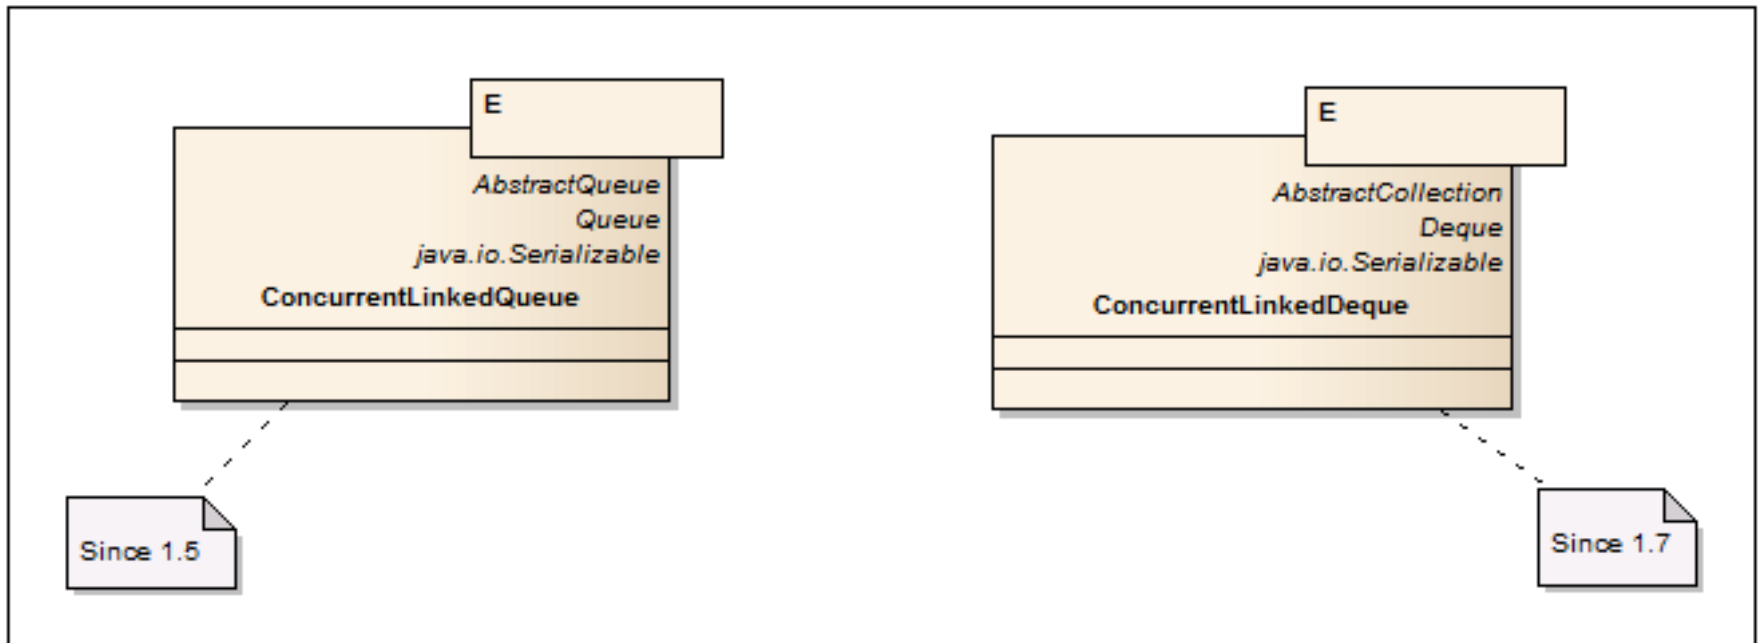 E
AbstractQueue
Queue
java.io.Serializable
ConcurrentLinkedQueue
Since 1.5
E
AbstractCollection
Deque
java.io.Serializable
ConcurrentLinkedDeque
Since 1.7